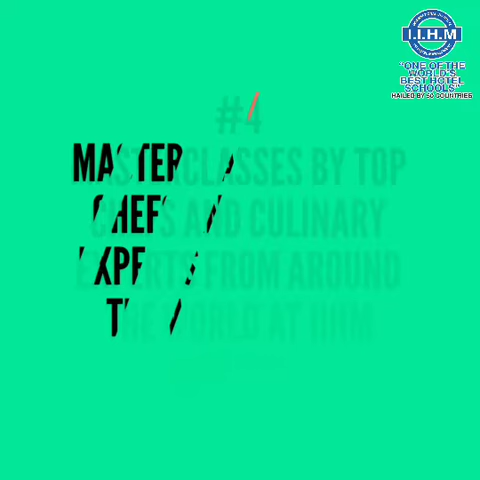 I.I.H.M
"ONE OF THE
WORLD'S
BEST HOTEL
SCHOOLS"
HAILED BY 50 COUNTRIES
#4
MASTERCLASSES BY TOP
CHEFS AND CULINARY
EXPERTS FROM AROUND
THE WORLD AT IIHM